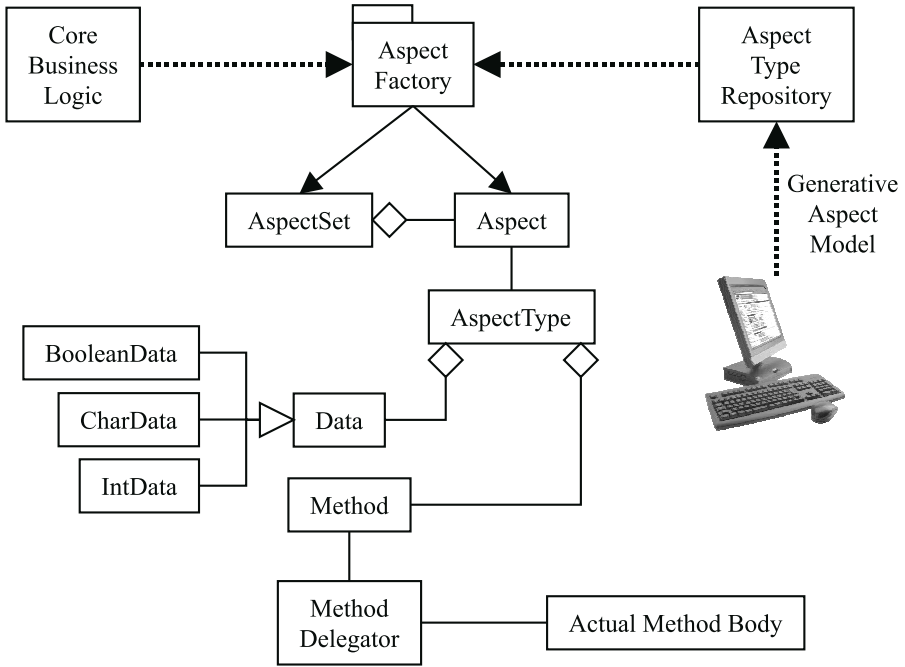 Core
Business
Logic
Aspect
Factory
Aspect
Type
Repository
Generative
Aspect
Model
AspectSet
Aspect
AspectType
BooleanData
CharData
Data
IntData
Method
Method
Delegator
Actual Method Body